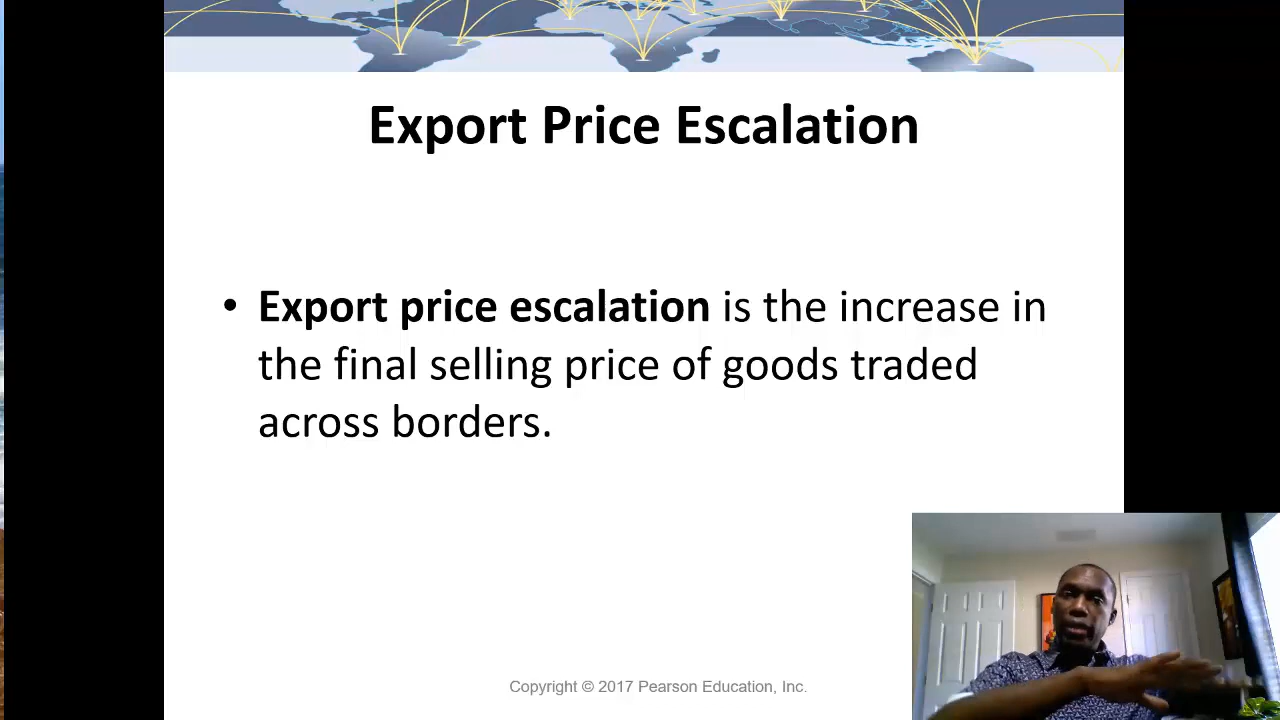 Export Price Escalation
• Export price escalation is the increase in
the final selling price of goods traded
across borders.
Copyright © 2017 Pearson Education, Inc.